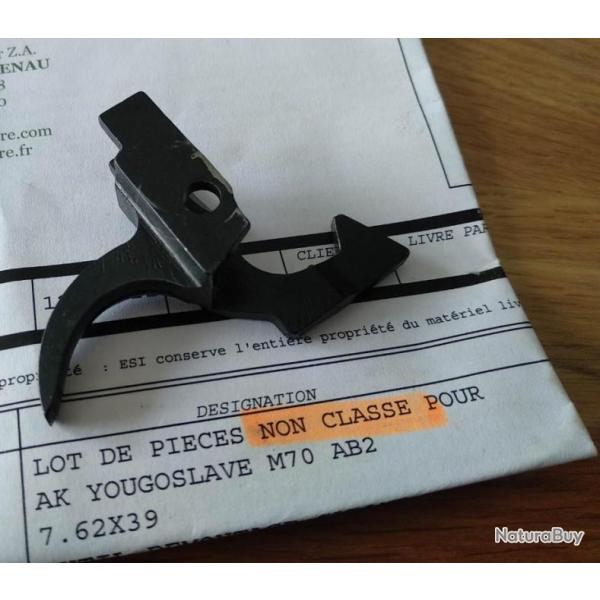 r Z.A.
ENAU
8
o
re.com
re.fr
CLIE
LIVRE PAR
: ESI conserve l'entière propriété du matériel liv
DESIGNATION
LOT DE PIECES NON CLASSE POUR
AK YOUGOSLAVE M70 AB2
7.62X39
NaturaBuy